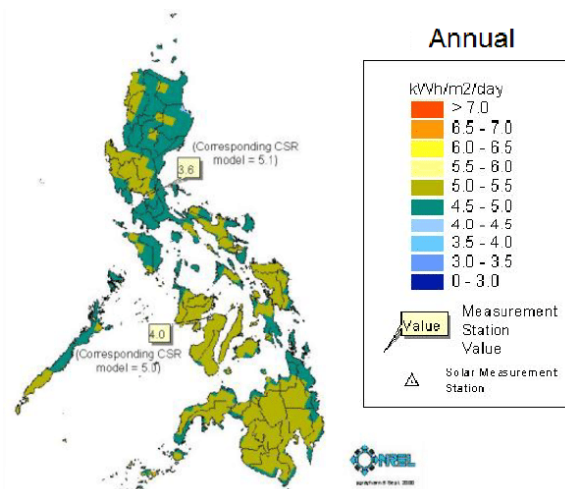 Annual
kWh/m2/day
> 7.0
6.5 - 7.0
6.0 - 6.5
5.5 - 6.0
5.0 - 5.5
4.5 - 5.0
4.0 - 4.5
3.5 - 4.0
3.0 - 3.5
0 - 3.0
Value
Measurement
Station
Value
Solar Measurement
Station
(Corresponding CSR
model = 5.1)
3.6
4.0
(Corresponding CSR
model = 5.0)
NREL